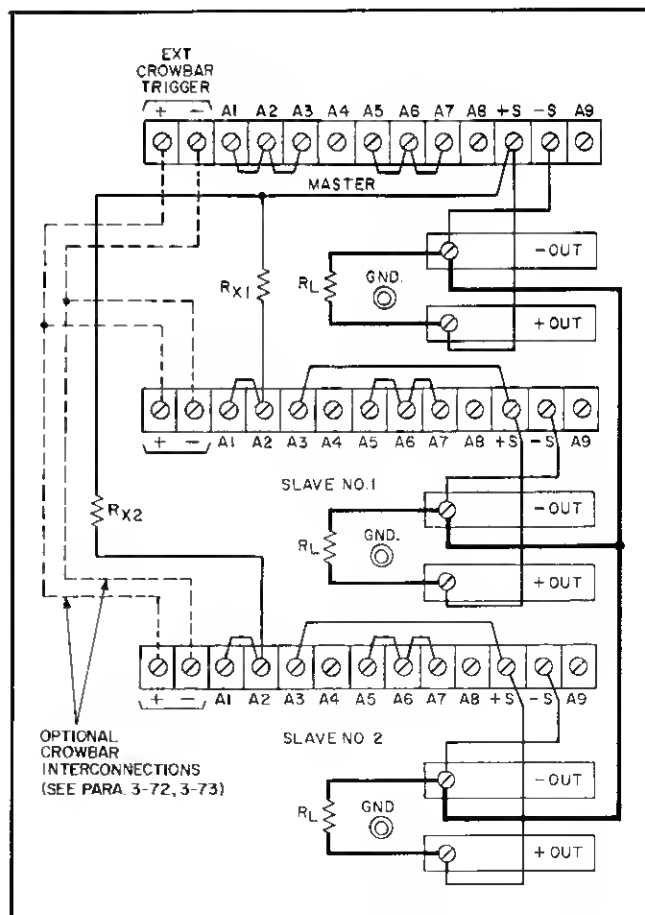 EXT
CROWBAR
TRIGGER
+ − A1 A2 A3 A4 A5 A6 A7 A8 +S −S A9
MASTER
−OUT
RX1
RL
GND.
+OUT
+ − A1 A2 A3 A4 A5 A6 A7 A8 +S −S A9
SLAVE NO.1
RX2
−OUT
RL
GND.
+OUT
+ − A1 A2 A3 A4 A5 A6 A7 A8 +S −S A9
OPTIONAL
CROWBAR
INTERCONNECTIONS
(SEE PARA. 3-72, 3-73)
SLAVE NO 2
−OUT
RL
GND
+OUT